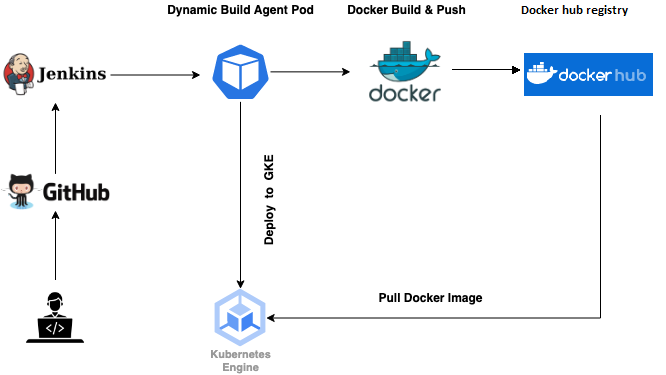 Dynamic Build Agent Pod
Docker Build & Push
Docker hub registry
Jenkins
docker
docker hub
GitHub
Deploy to GKE
Pull Docker Image
</>
Kubernetes
Engine